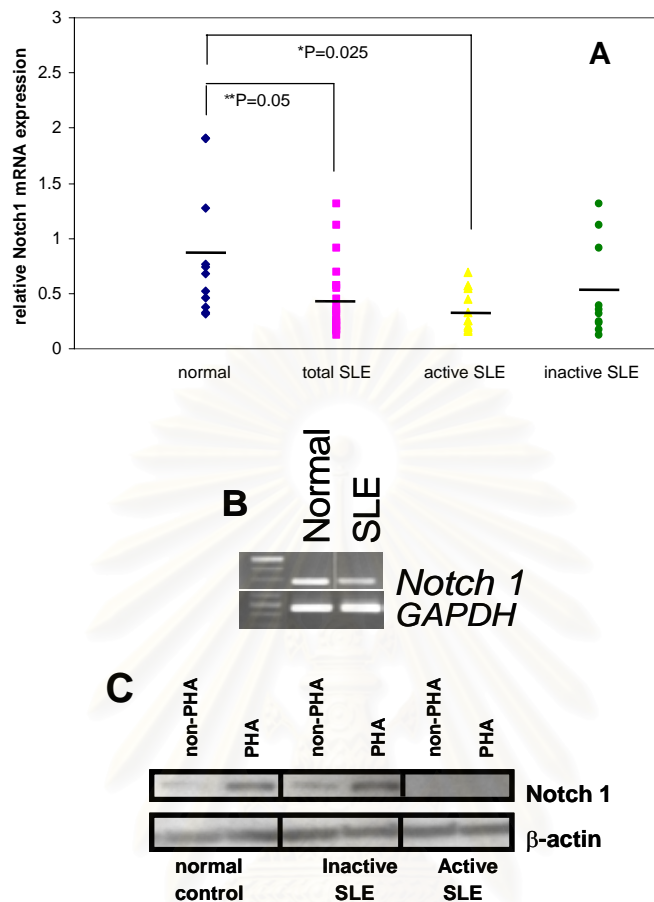 A
relative Notch1 mRNA expression
3
2.5
2
1.5
1
0.5
0
*P=0.025
**P=0.05
normal total SLE active SLE inactive SLE
B
Normal SLE
Notch 1
GAPDH
C
non-PHA PHA non-PHA PHA non-PHA PHA
Notch 1
β-actin
normal Inactive Active
control SLE SLE